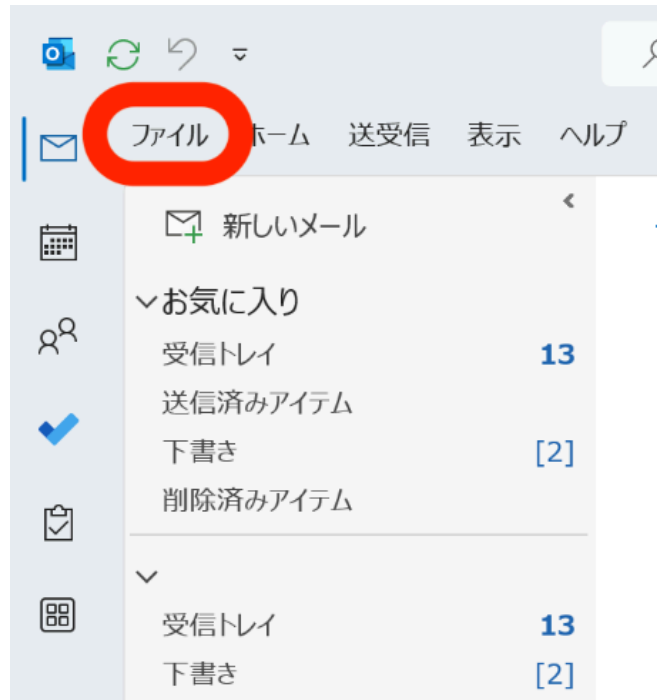 ファイル ホーム 送受信 表示 ヘルプ
新しいメール
お気に入り
受信トレイ 13
送信済みアイテム
下書き [2]
削除済みアイテム
受信トレイ 13
下書き [2]